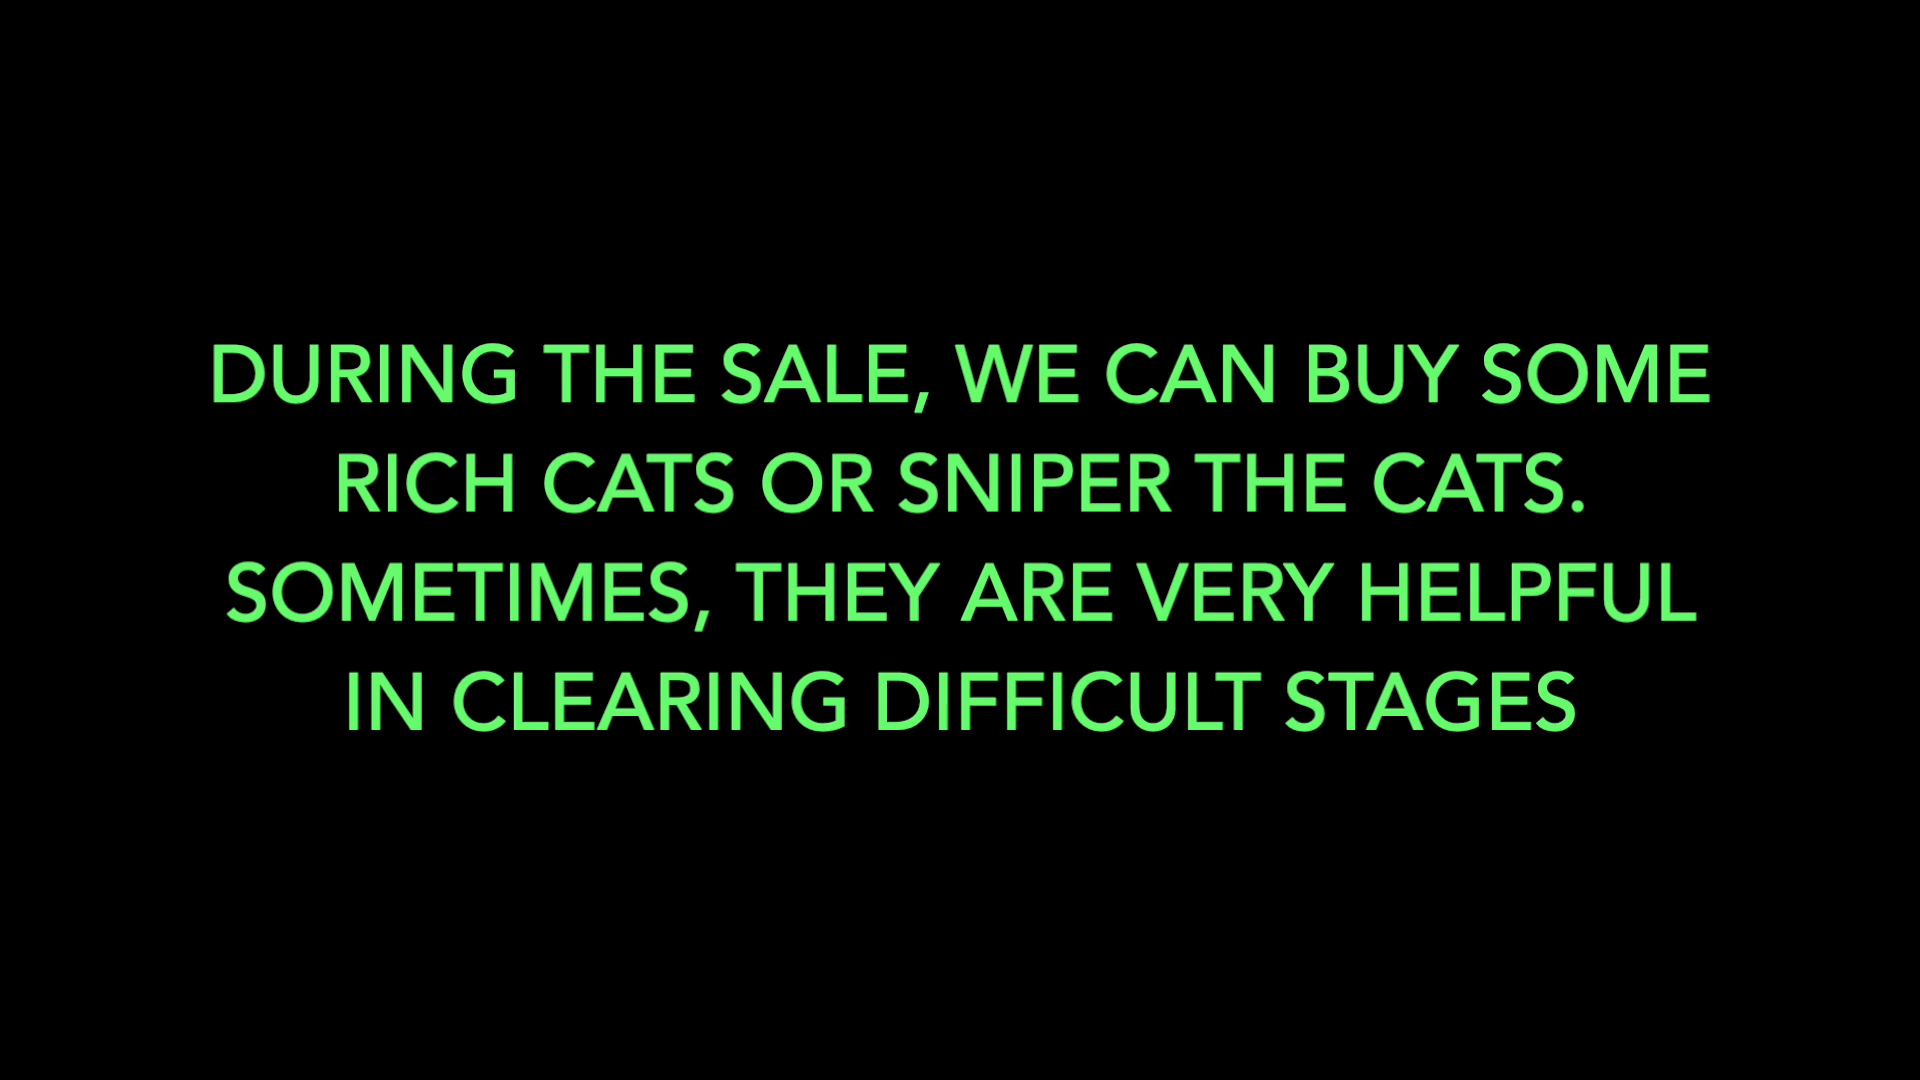 DURING THE SALE, WE CAN BUY SOME
RICH CATS OR SNIPER THE CATS.
SOMETIMES, THEY ARE VERY HELPFUL
IN CLEARING DIFFICULT STAGES